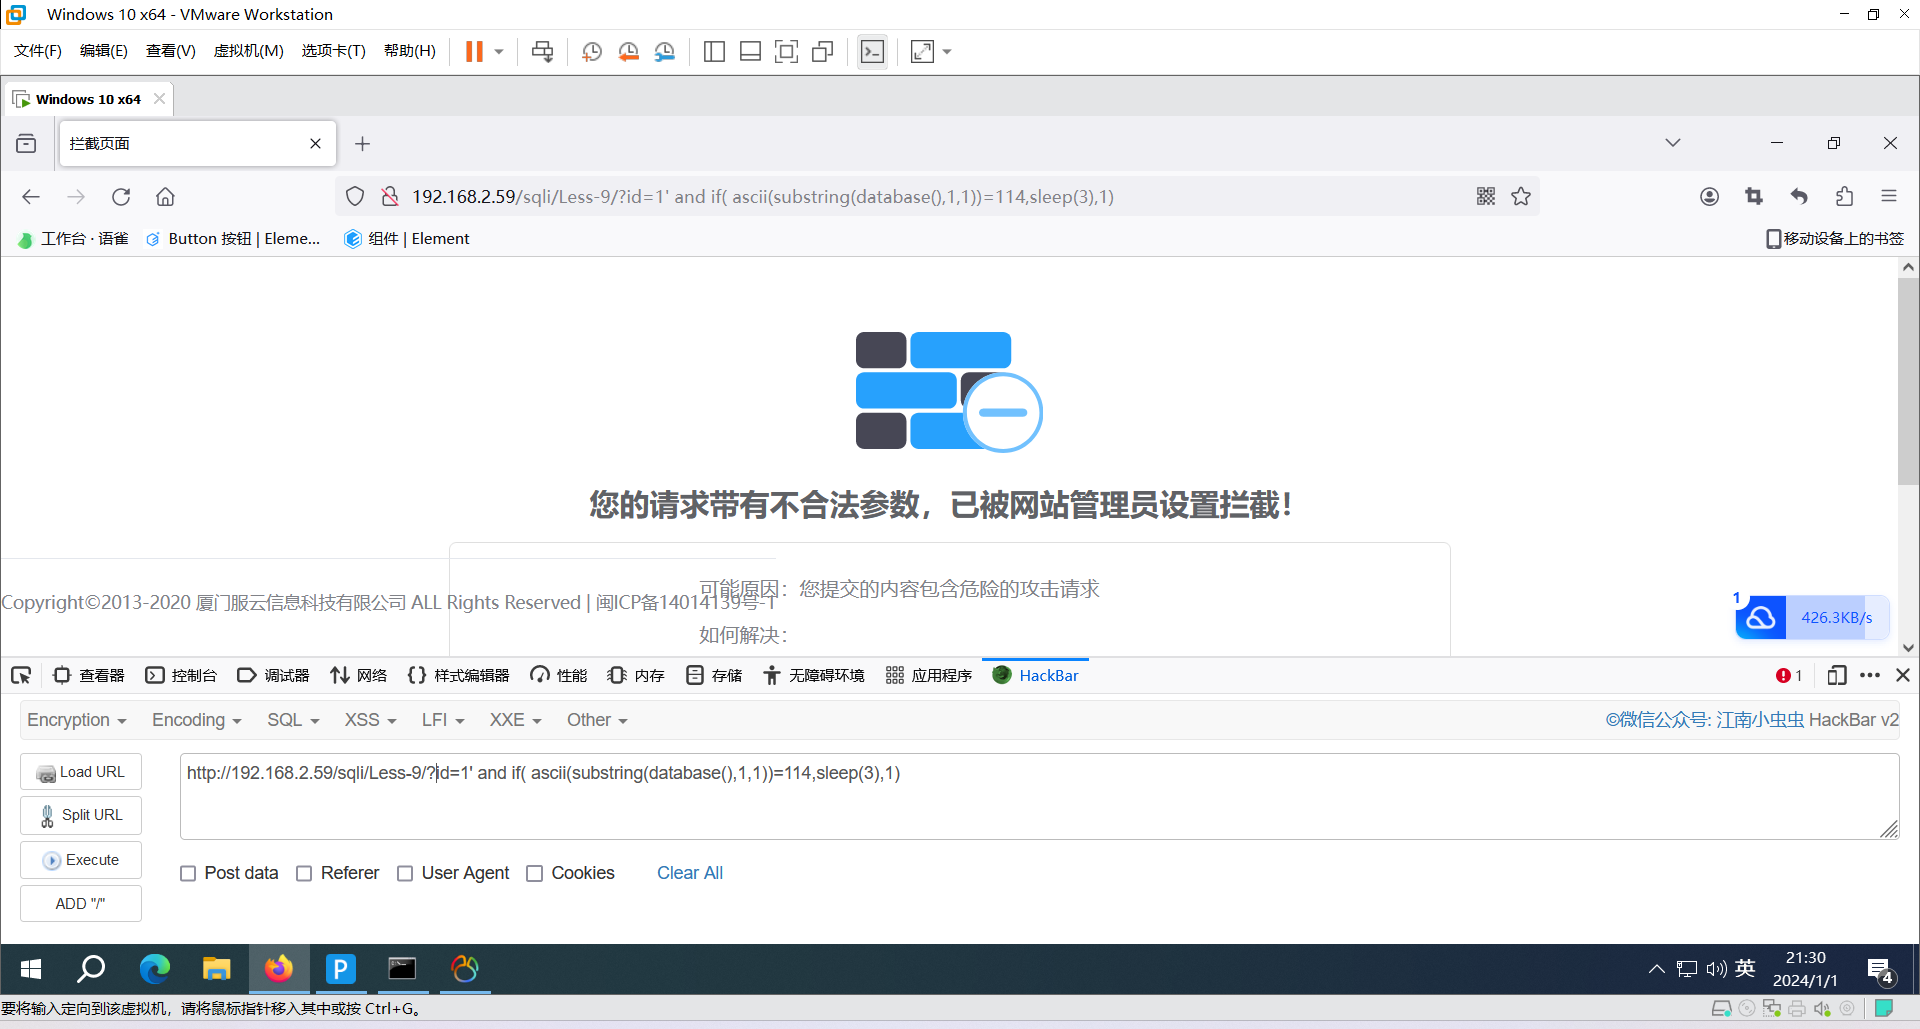 Windows 10 x64 - VMware Workstation
文件(F) 编辑(E) 查看(V) 虚拟机(M) 选项卡(T) 帮助(H)
Windows 10 x64
拦截页面
192.168.2.59/sqli/Less-9/?id=1' and if( ascii(substring(database(),1,1))=114,sleep(3),1)
工作台 · 语雀 Button 按钮 | Eleme... 组件 | Element 移动设备上的书签
您的请求带有不合法参数，已被网站管理员设置拦截！
可能原因：您提交的内容包含危险的攻击请求
Copyright©2013-2020 厦门服云信息科技有限公司 ALL Rights Reserved | 闽ICP备14014139号-1
1
426.3KB/s
如何解决：
查看器 控制台 调试器 网络 样式编辑器 性能 内存 存储 无障碍环境 应用程序 HackBar 1
Encryption Encoding SQL XSS LFI XXE Other ©微信公众号: 江南小虫虫 HackBar v2
Load URL
http://192.168.2.59/sqli/Less-9/?id=1' and if( ascii(substring(database(),1,1))=114,sleep(3),1)
Split URL
Execute
Post data Referer User Agent Cookies Clear All
ADD "/"
P
英
21:30
2024/1/1
4
要将输入定向到该虚拟机，请将鼠标指针移入其中或按 Ctrl+G。